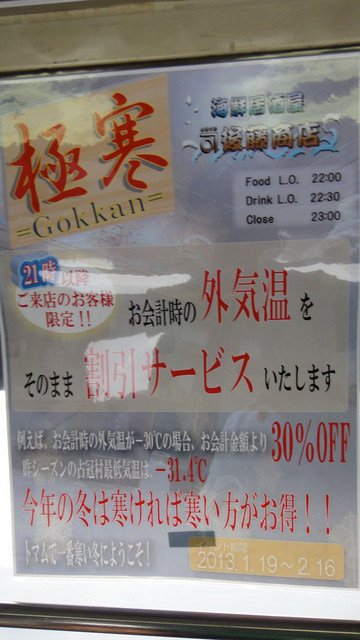 極寒
=Gokkan=
海鮮居酒屋
後藤商店
Food L.O. 22:00
Drink L.O. 22:30
Close 23:00
21時以降
ご来店のお客様
限定!!
お会計時の外気温を
そのまま割引サービスいたします
例えば、お会計時の外気温が-30℃の場合、お会計金額より30%OFF
昨シーズンの占冠村最低気温は、-31.4℃
今年の冬は寒ければ寒い方がお得!!
トマムで一番寒い冬にようこそ!
期間
2013 1.19～2.16